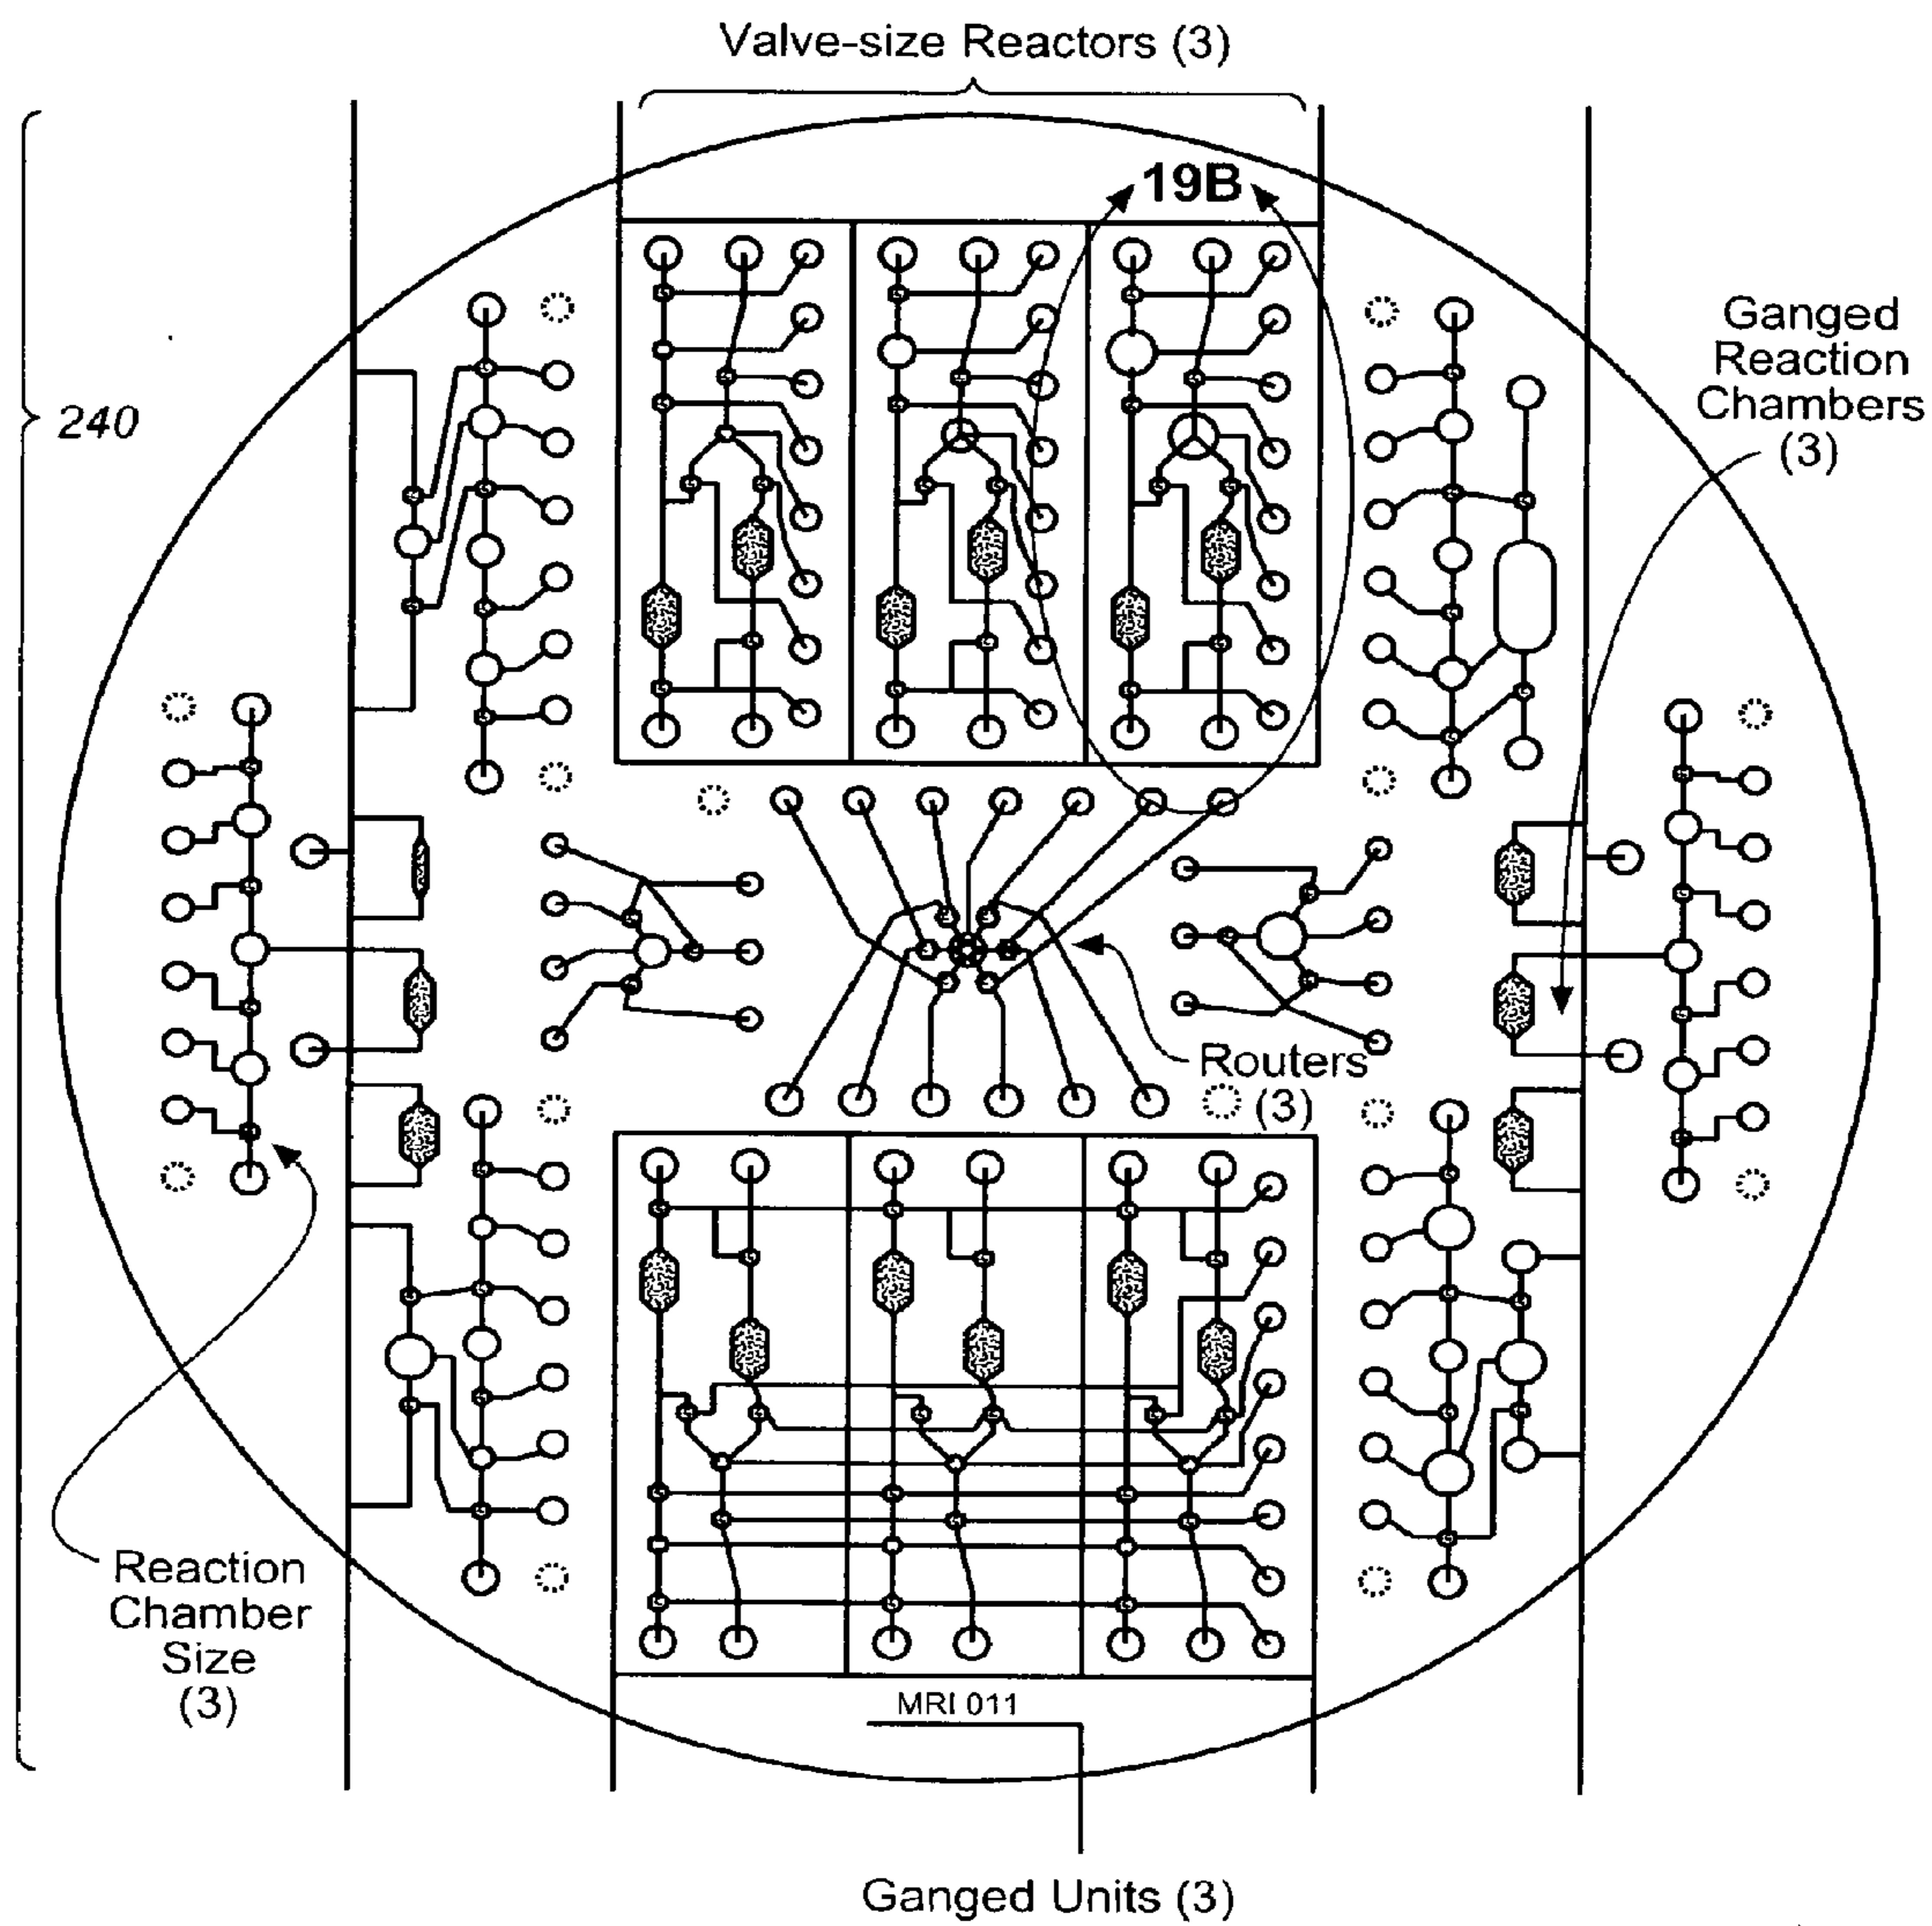 Valve-size Reactors (3)
19B
240
Ganged
Reaction
Chambers
(3)
Routers
(3)
Reaction
Chamber
Size
(3)
MRI 011
Ganged Units (3)